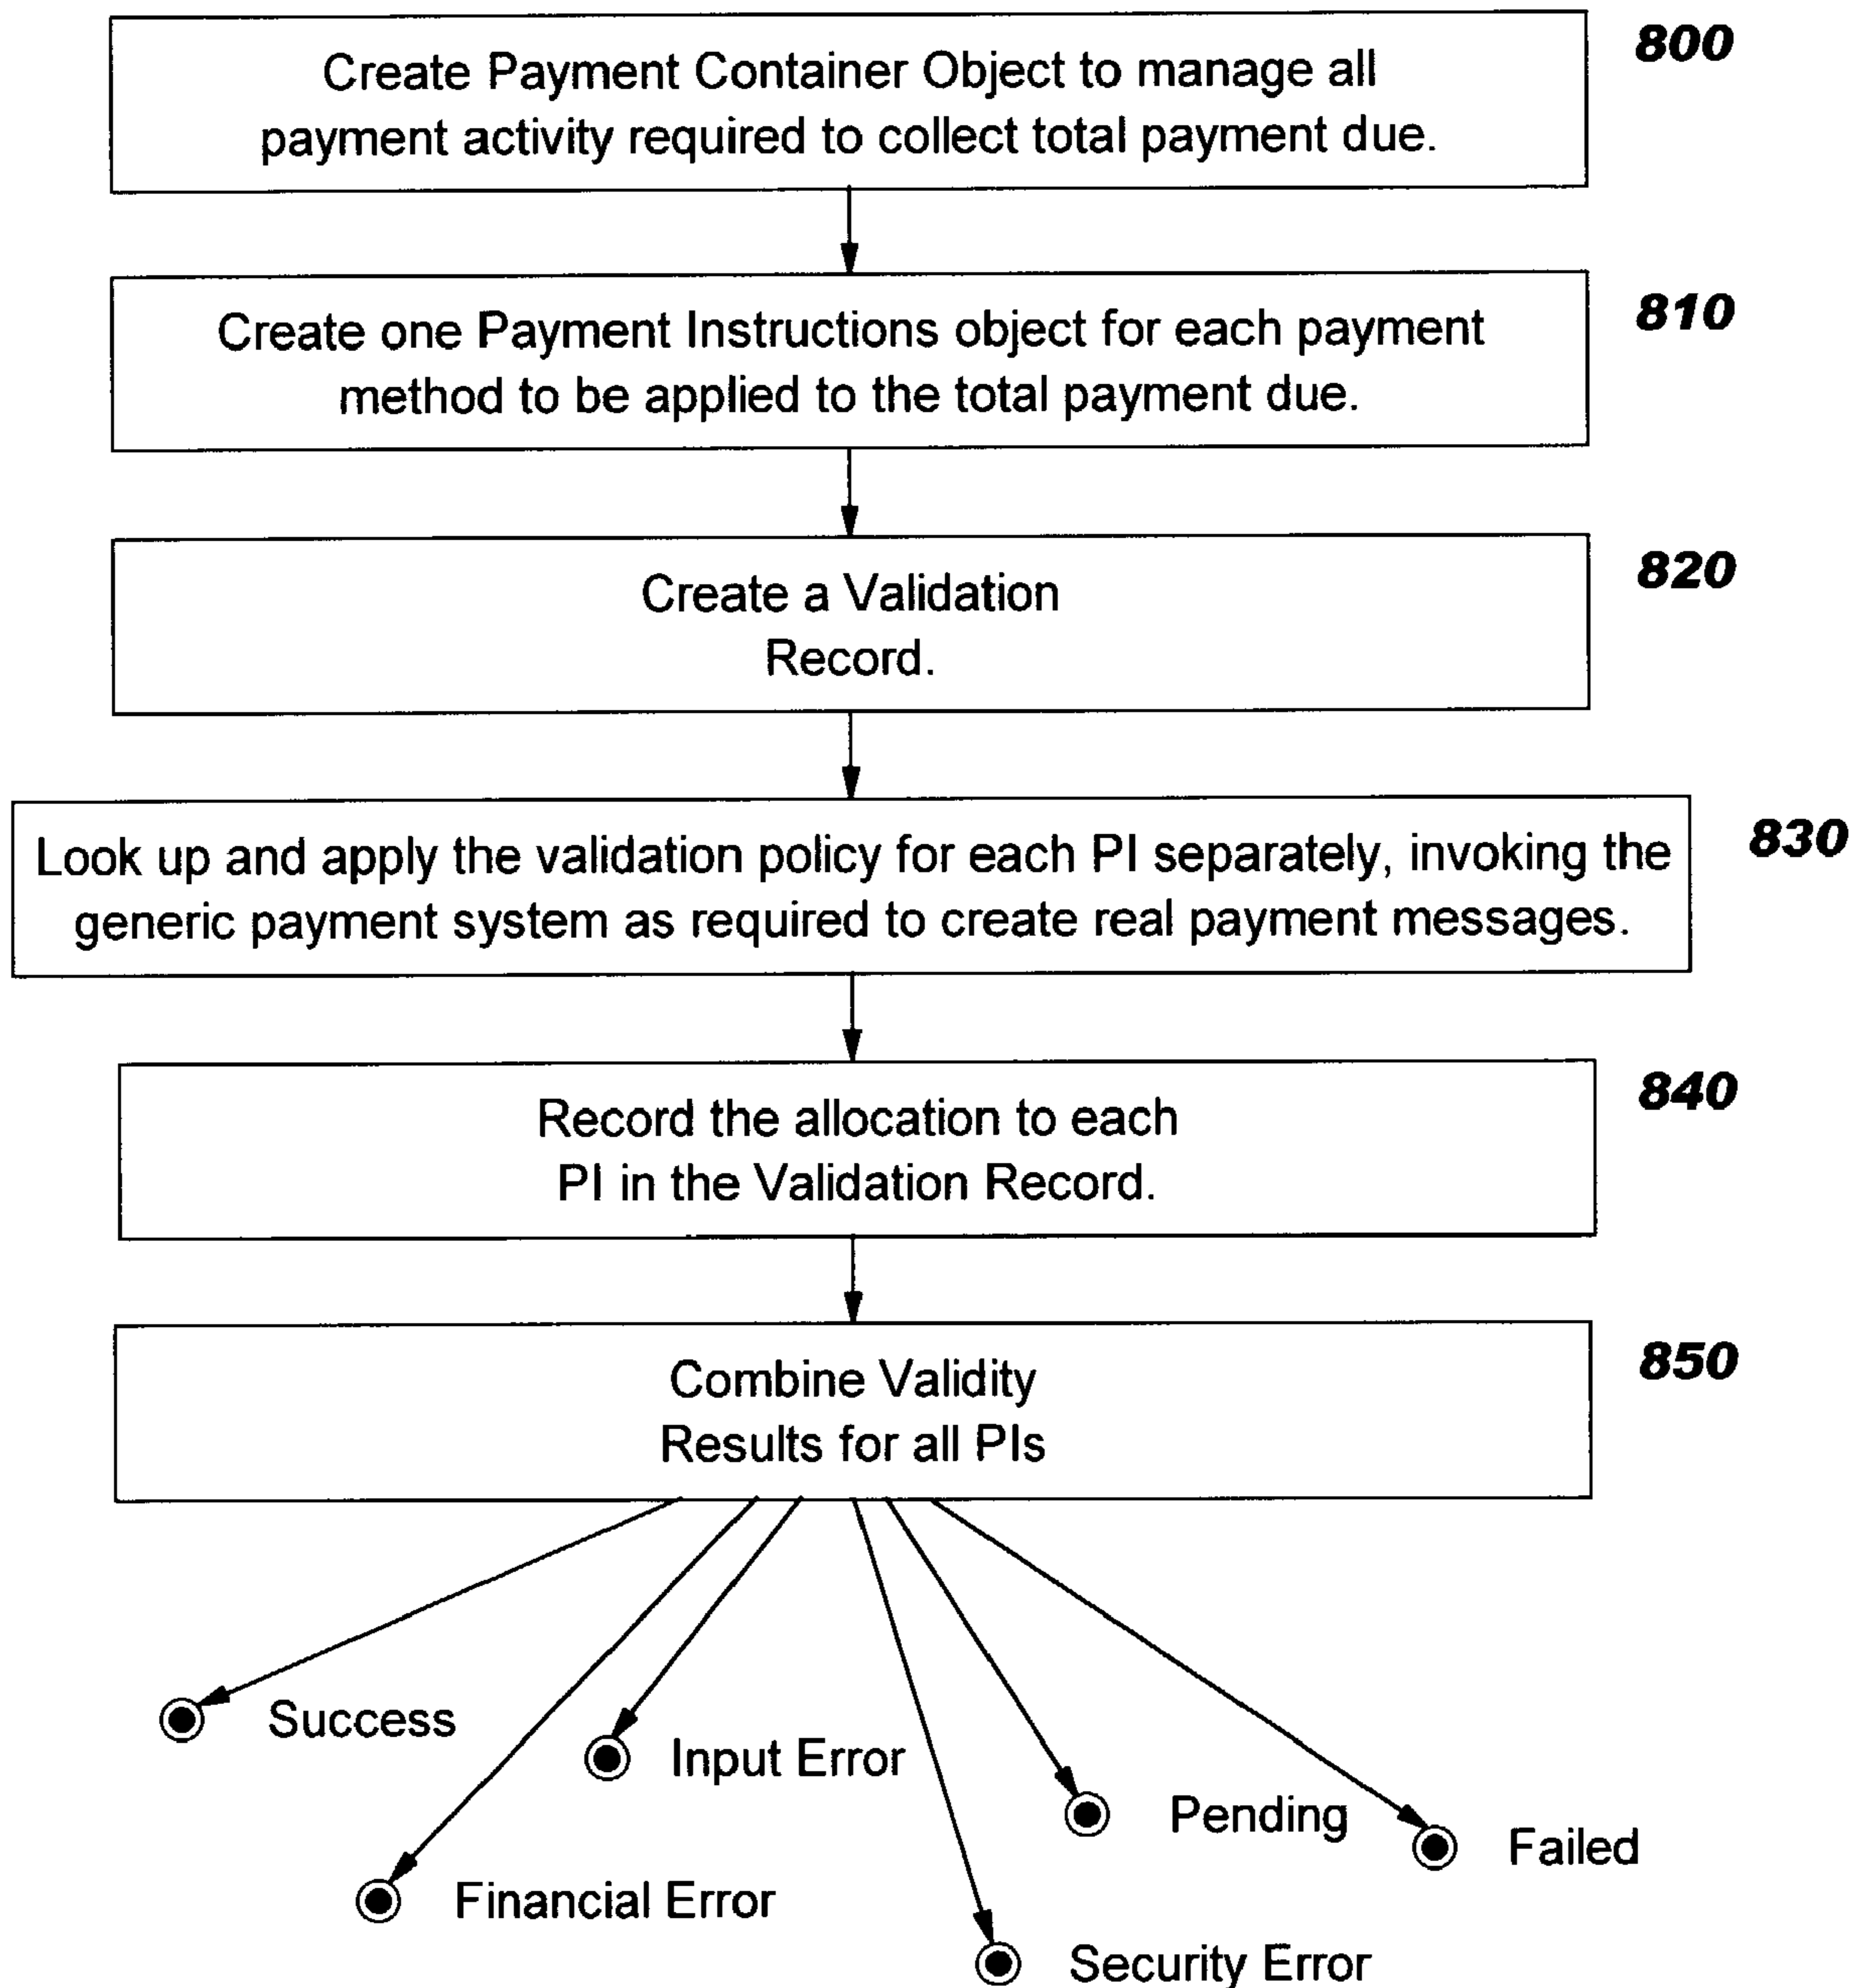 Create Payment Container Object to manage all
payment activity required to collect total payment due.
800
Create one Payment Instructions object for each payment
method to be applied to the total payment due.
810
Create a Validation
Record.
820
Look up and apply the validation policy for each PI separately, invoking the
generic payment system as required to create real payment messages.
830
Record the allocation to each
PI in the Validation Record.
840
Combine Validity
Results for all PIs
850
Success
Input Error
Pending
Failed
Financial Error
Security Error